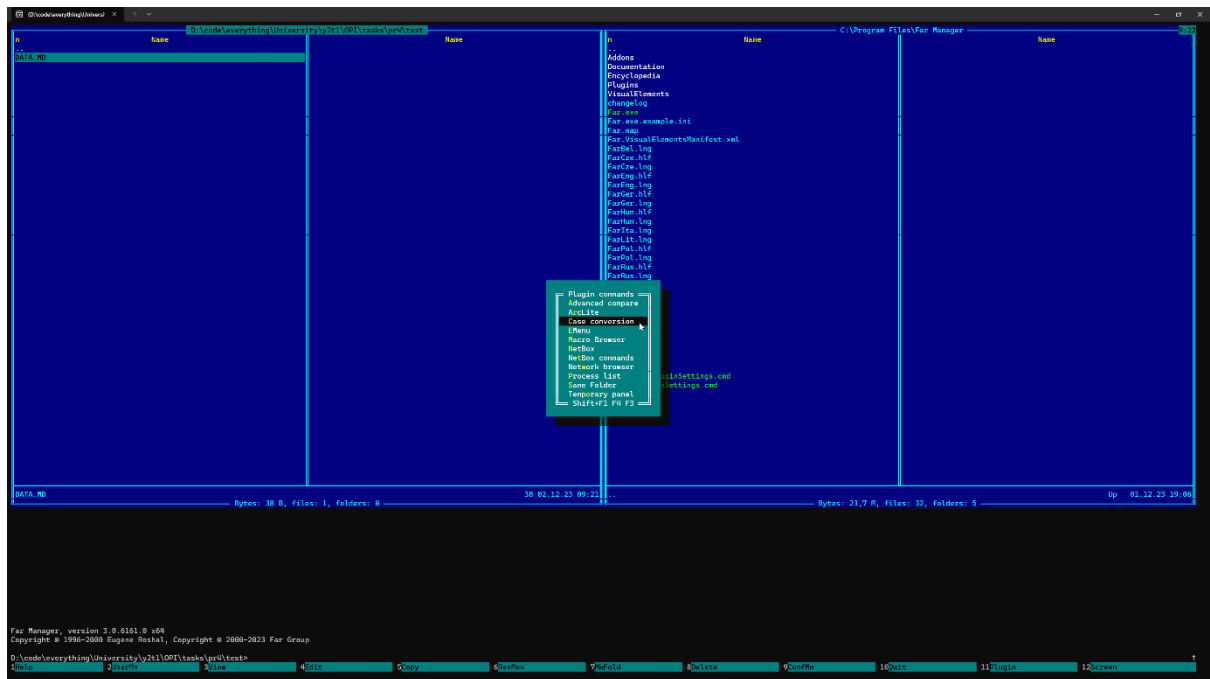 (D:\code\everything\Universi
D:\code\everything\University\y2t1\OPI\tasks\pr4\test
n Name Name
..
DATA.MD
C:\Program Files\Far Manager
9:22
n Name Name
..
Addons
Documentation
Encyclopedia
Plugins
VisualElements
changelog
Far.exe
Far.exe.example.ini
Far.map
Far.VisualElementsManifest.xml
FarBel.lng
FarCze.hlf
FarCze.lng
FarEng.hlf
FarEng.lng
FarGer.hlf
FarGer.lng
FarHun.hlf
FarHun.lng
FarIta.lng
FarLit.lng
FarPol.hlf
FarPol.lng
FarRus.hlf
FarRus.lng
Plugin commands
Advanced compare
ArcLite
Case conversion
EMenu
Macro Browser
NetBox
NetBox commands
Network browser
Process list
Same Folder
Temporary panel
Shift+F1 F4 F3
uginSettings.cmd
nSettings.cmd
DATA.MD 38 02.12.23 09:21
Bytes: 38 B, files: 1, folders: 0
.. Up 01.12.23 19:06
Bytes: 23,7 M, files: 32, folders: 5
Far Manager, version 3.0.6161.0 x64
Copyright © 1996-2000 Eugene Roshal, Copyright © 2000-2023 Far Group
D:\code\everything\University\y2t1\OPI\tasks\pr4\test>
1Help 2UserMn 3View 4Edit 5Copy 6RenMov 7MkFold 8Delete 9ConfMn 10Quit 11Plugin 12Screen